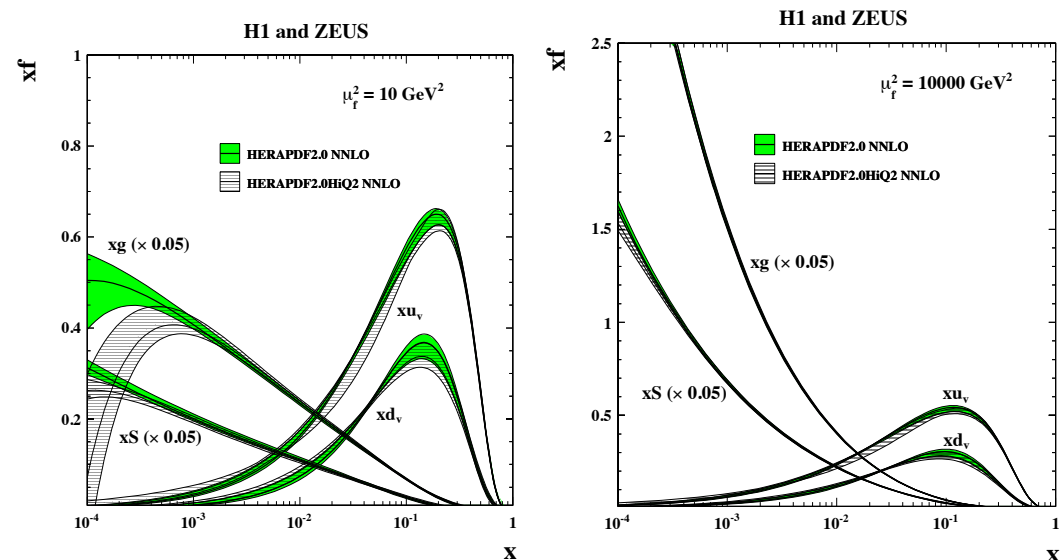 H1 and ZEUS
xf
1
0.8
0.6
0.4
0.2
μ_f^2 = 10 GeV^2
HERAPDF2.0 NNLO
HERAPDF2.0HiQ2 NNLO
xg (× 0.05)
xu_v
xd_v
xS (× 0.05)
10^-4 10^-3 10^-2 10^-1 1
x
H1 and ZEUS
xf
2.5
2
1.5
1
0.5
μ_f^2 = 10000 GeV^2
HERAPDF2.0 NNLO
HERAPDF2.0HiQ2 NNLO
xg (× 0.05)
xS (× 0.05)
xu_v
xd_v
10^-4 10^-3 10^-2 10^-1 1
x